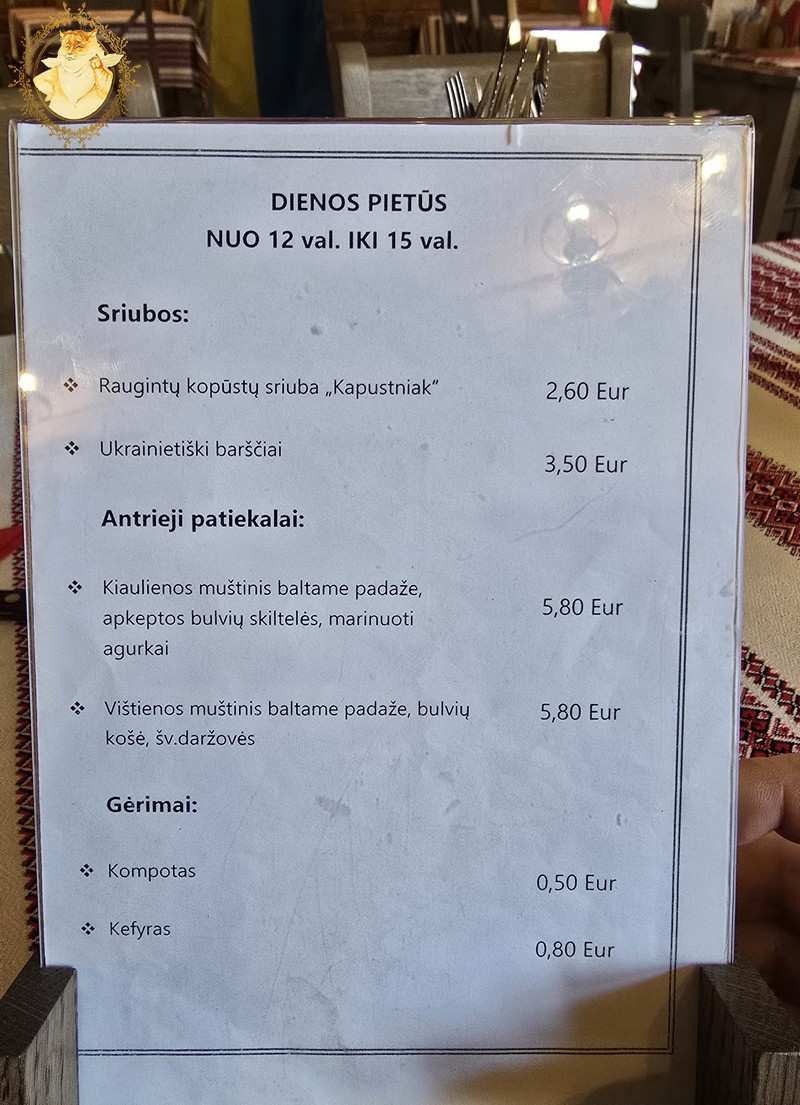 DIENOS PIETŪS
NUO 12 val. IKI 15 val.
Sriubos:
❖ Raugintų kopūstų sriuba „Kapustniak“ 2,60 Eur
❖ Ukrainietiški barščiai 3,50 Eur
Antrieji patiekalai:
❖ Kiaulienos muštinis baltame padaže,
apkeptos bulvių skiltelės, marinuoti 5,80 Eur
agurkai
❖ Vištienos muštinis baltame padaže, bulvių 5,80 Eur
košė, šv.daržovės
Gėrimai:
❖ Kompotas 0,50 Eur
❖ Kefyras 0,80 Eur